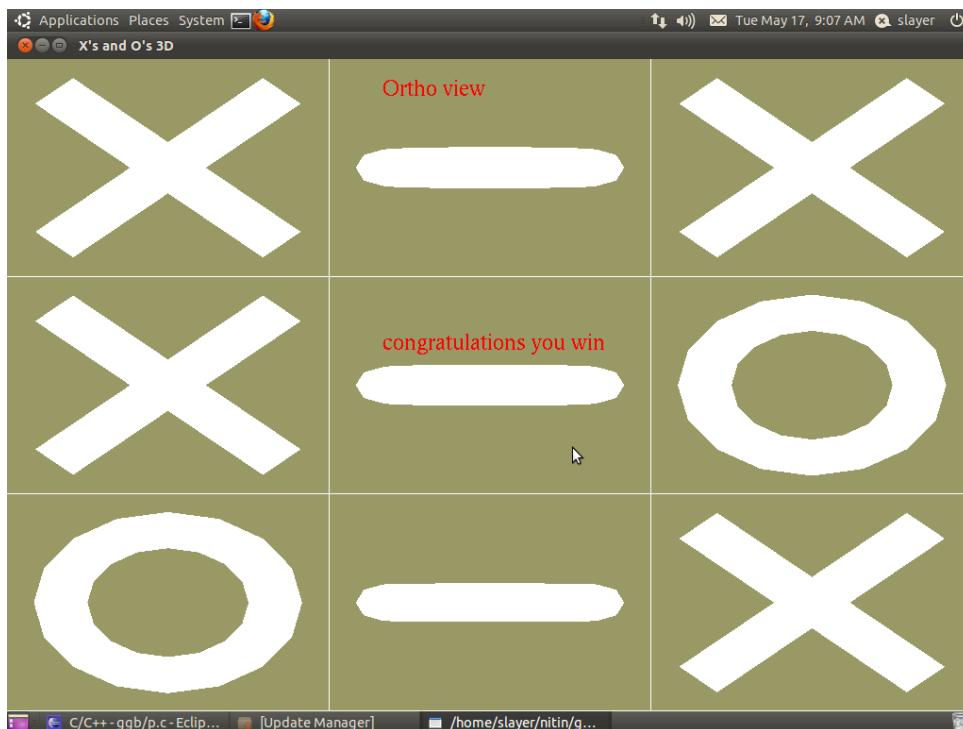 Applications Places System Tue May 17, 9:07 AM slayer
X's and O's 3D
Ortho view
congratulations you win
C/C++ - ggb/p.c - Eclip... [Update Manager] /home/slayer/nitin/g...